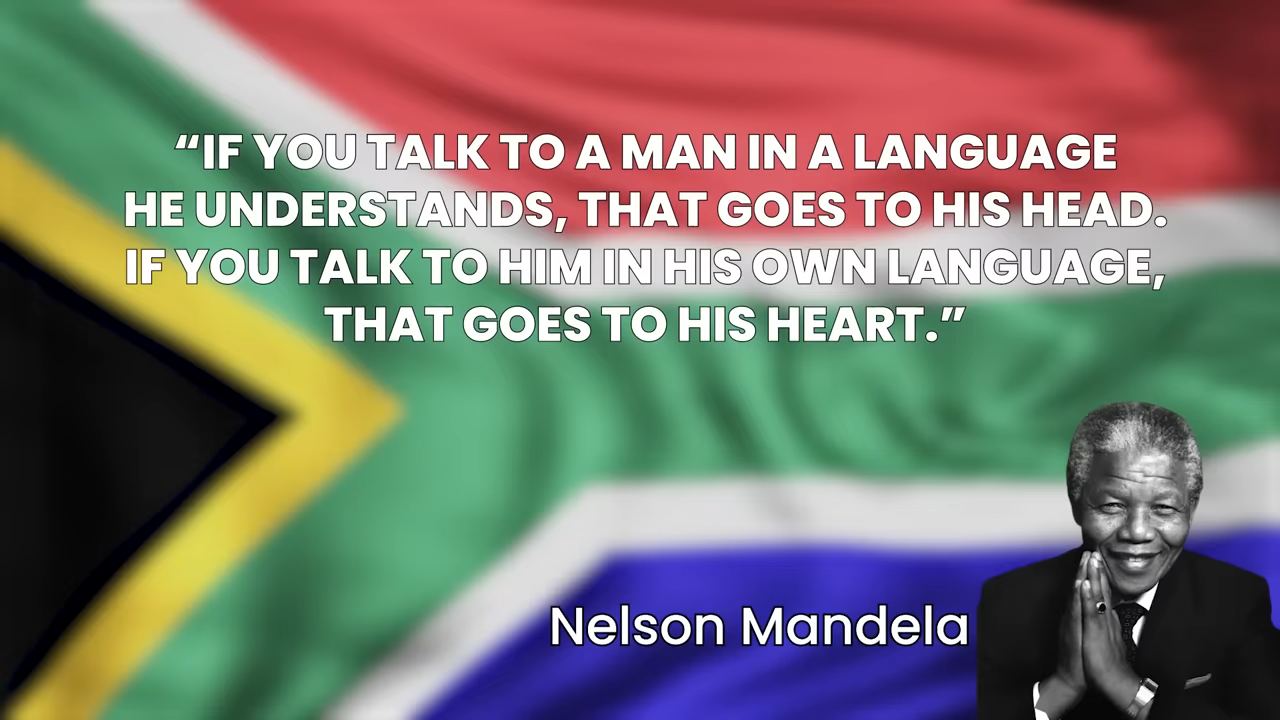 “IF YOU TALK TO A MAN IN A LANGUAGE
HE UNDERSTANDS, THAT GOES TO HIS HEAD.
IF YOU TALK TO HIM IN HIS OWN LANGUAGE,
THAT GOES TO HIS HEART.”
Nelson Mandela